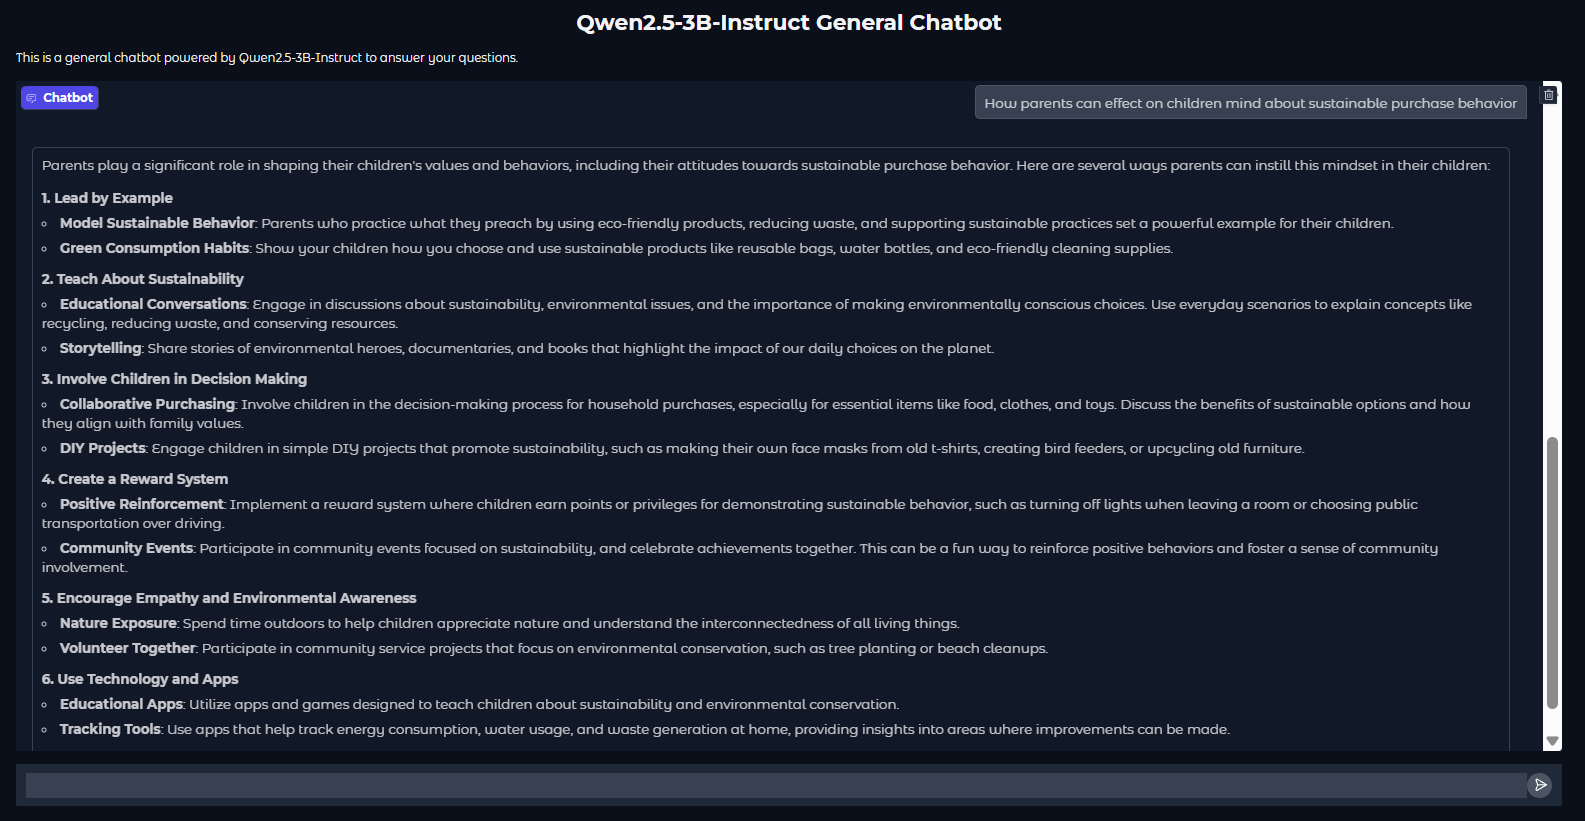 Qwen2.5-3B-Instruct General Chatbot
This is a general chatbot powered by Qwen2.5-3B-Instruct to answer your questions.
Chatbot
How parents can effect on children mind about sustainable purchase behavior
Parents play a significant role in shaping their children's values and behaviors, including their attitudes towards sustainable purchase behavior. Here are several ways parents can instill this mindset in their children:
1. Lead by Example
Model Sustainable Behavior: Parents who practice what they preach by using eco-friendly products, reducing waste, and supporting sustainable practices set a powerful example for their children.
Green Consumption Habits: Show your children how you choose and use sustainable products like reusable bags, water bottles, and eco-friendly cleaning supplies.
2. Teach About Sustainability
Educational Conversations: Engage in discussions about sustainability, environmental issues, and the importance of making environmentally conscious choices. Use everyday scenarios to explain concepts like
recycling, reducing waste, and conserving resources.
Storytelling: Share stories of environmental heroes, documentaries, and books that highlight the impact of our daily choices on the planet.
3. Involve Children in Decision Making
Collaborative Purchasing: Involve children in the decision-making process for household purchases, especially for essential items like food, clothes, and toys. Discuss the benefits of sustainable options and how
they align with family values.
DIY Projects: Engage children in simple DIY projects that promote sustainability, such as making their own face masks from old t-shirts, creating bird feeders, or upcycling old furniture.
4. Create a Reward System
Positive Reinforcement: Implement a reward system where children earn points or privileges for demonstrating sustainable behavior, such as turning off lights when leaving a room or choosing public
transportation over driving.
Community Events: Participate in community events focused on sustainability, and celebrate achievements together. This can be a fun way to reinforce positive behaviors and foster a sense of community
involvement.
5. Encourage Empathy and Environmental Awareness
Nature Exposure: Spend time outdoors to help children appreciate nature and understand the interconnectedness of all living things.
Volunteer Together: Participate in community service projects that focus on environmental conservation, such as tree planting or beach cleanups.
6. Use Technology and Apps
Educational Apps: Utilize apps and games designed to teach children about sustainability and environmental conservation.
Tracking Tools: Use apps that help track energy consumption, water usage, and waste generation at home, providing insights into areas where improvements can be made.